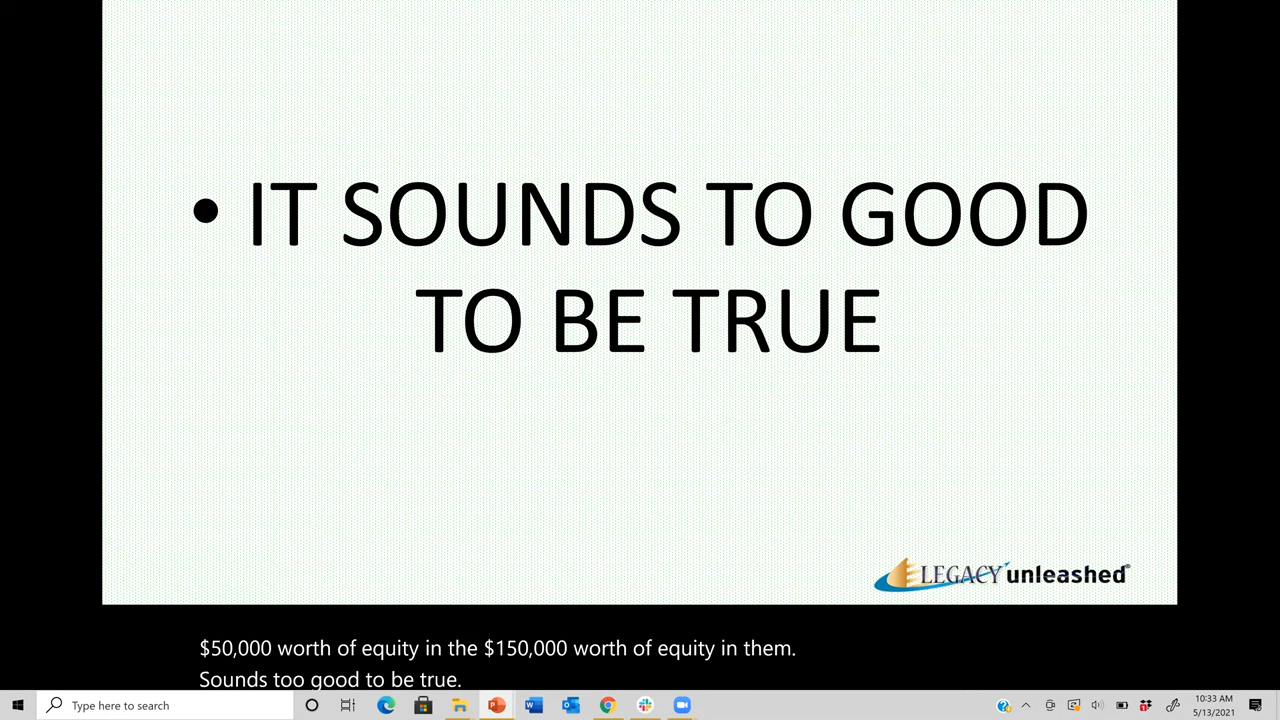 • IT SOUNDS TO GOOD
TO BE TRUE
LEGACY unleashed®
$50,000 worth of equity in the $150,000 worth of equity in them.
Sounds too good to be true.
Type here to search
10:33 AM
5/13/2021